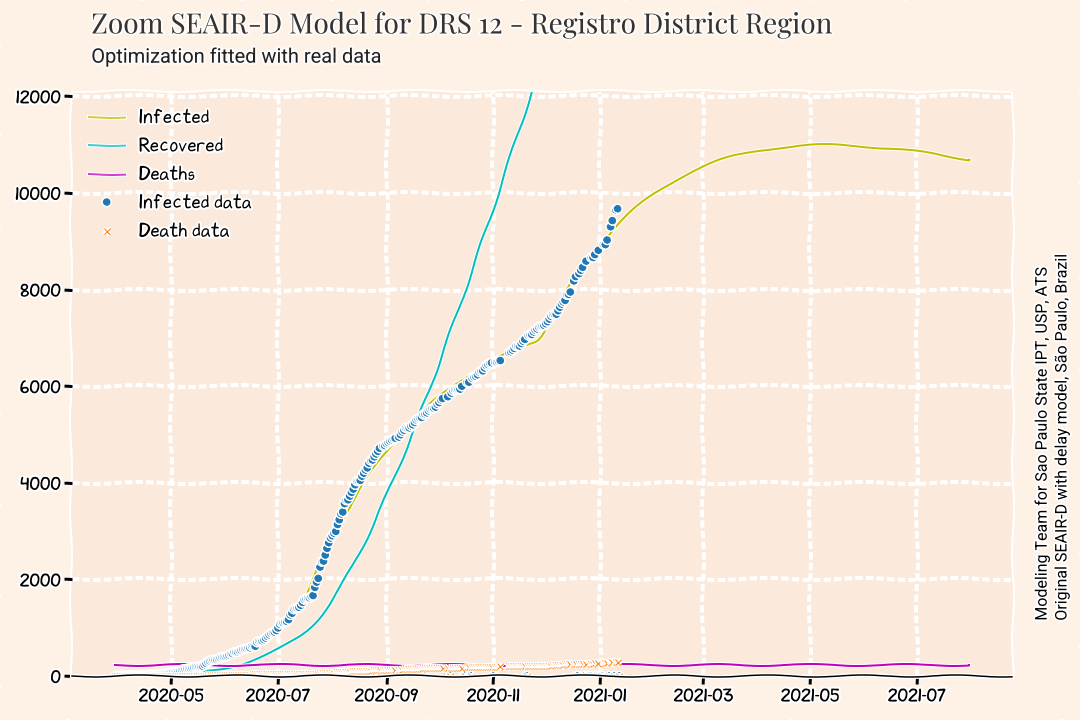 Zoom SEAIR-D Model for DRS 12 - Registro District Region
Optimization fitted with real data
12000
10000
8000
6000
4000
2000
0
Infected
Recovered
Deaths
Infected data
Death data
2020-05
2020-07
2020-09
2020-11
2021-01
2021-03
2021-05
2021-07
Modeling Team for Sao Paulo State IPT, USP, ATS
Original SEAIR-D with delay model, São Paulo, Brazil